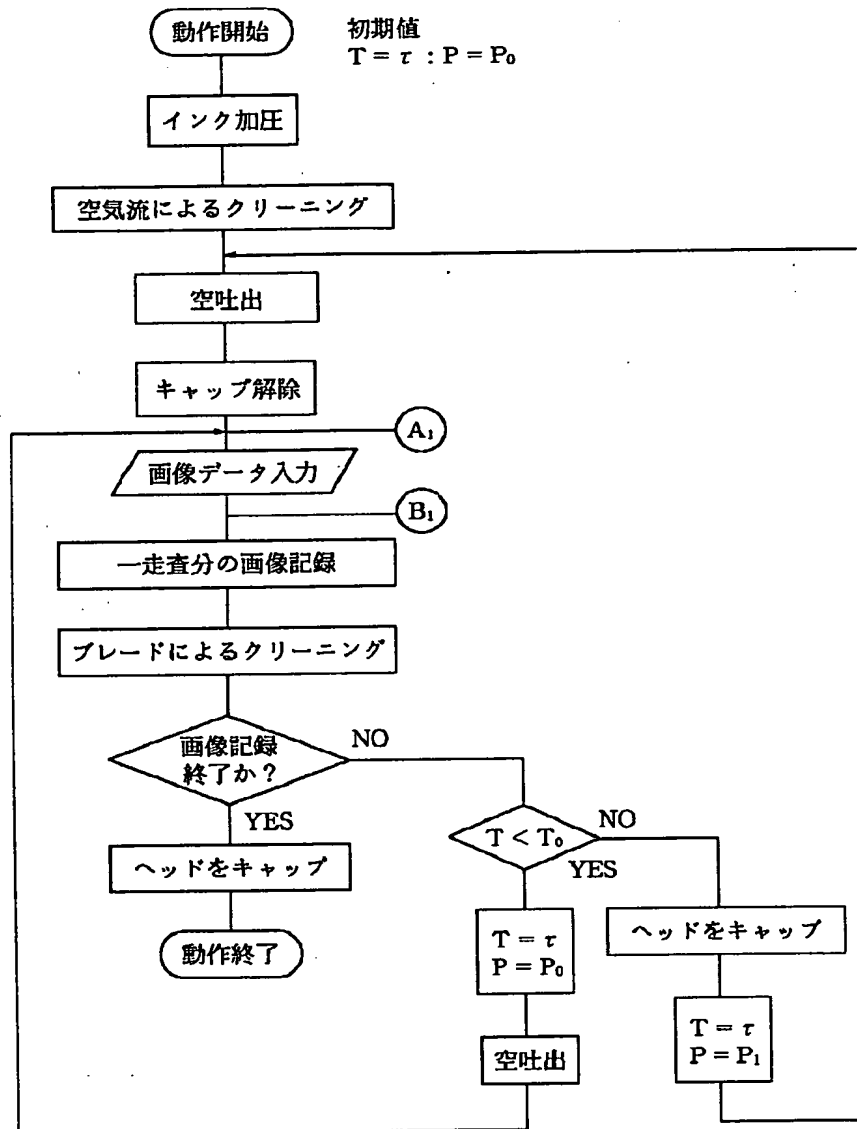 動作開始
初期値
T = τ : P = P₀
インク加圧
空気流によるクリーニング
空吐出
キャップ解除
A₁
画像データ入力
B₁
一走査分の画像記録
ブレードによるクリーニング
画像記録
終了か?
NO
YES
T < T₀
NO
YES
ヘッドをキャップ
動作終了
T = τ
P = P₀
空吐出
ヘッドをキャップ
T = τ
P = P₁